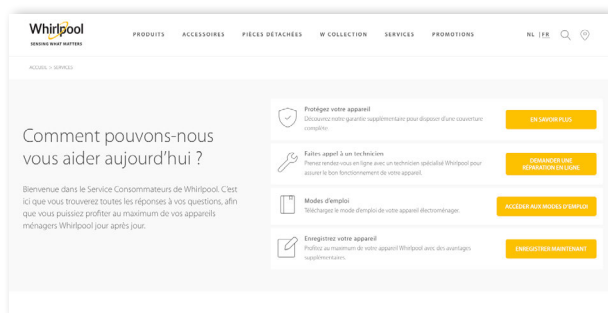 Whirlpool
SENSING WHAT MATTERS
PRODUITS ACCESSOIRES PIÈCES DÉTACHÉES W COLLECTION SERVICES PROMOTIONS NL | FR
ACCUEIL > SERVICES
Comment pouvons-nous
vous aider aujourd'hui ?
Bienvenue dans le Service Consommateurs de Whirlpool. C'est
ici que vous trouverez toutes les réponses à vos questions, afin
que vous puissiez profiter au maximum de vos appareils
ménagers Whirlpool jour après jour.
Protégez votre appareil
Découvrez notre garantie supplémentaire pour disposer d'une couverture
complète.
EN SAVOIR PLUS
Faites appel à un technicien
Prenez rendez-vous en ligne avec un technicien spécialisé Whirlpool pour
assurer le bon fonctionnement de votre appareil.
DEMANDER UNE
RÉPARATION EN LIGNE
Modes d'emploi
Téléchargez le mode d'emploi de votre appareil électroménager.
ACCÉDER AUX MODES D'EMPLOI
Enregistrez votre appareil
Profitez au maximum de votre appareil Whirlpool avec des avantages
supplémentaires.
ENREGISTRER MAINTENANT